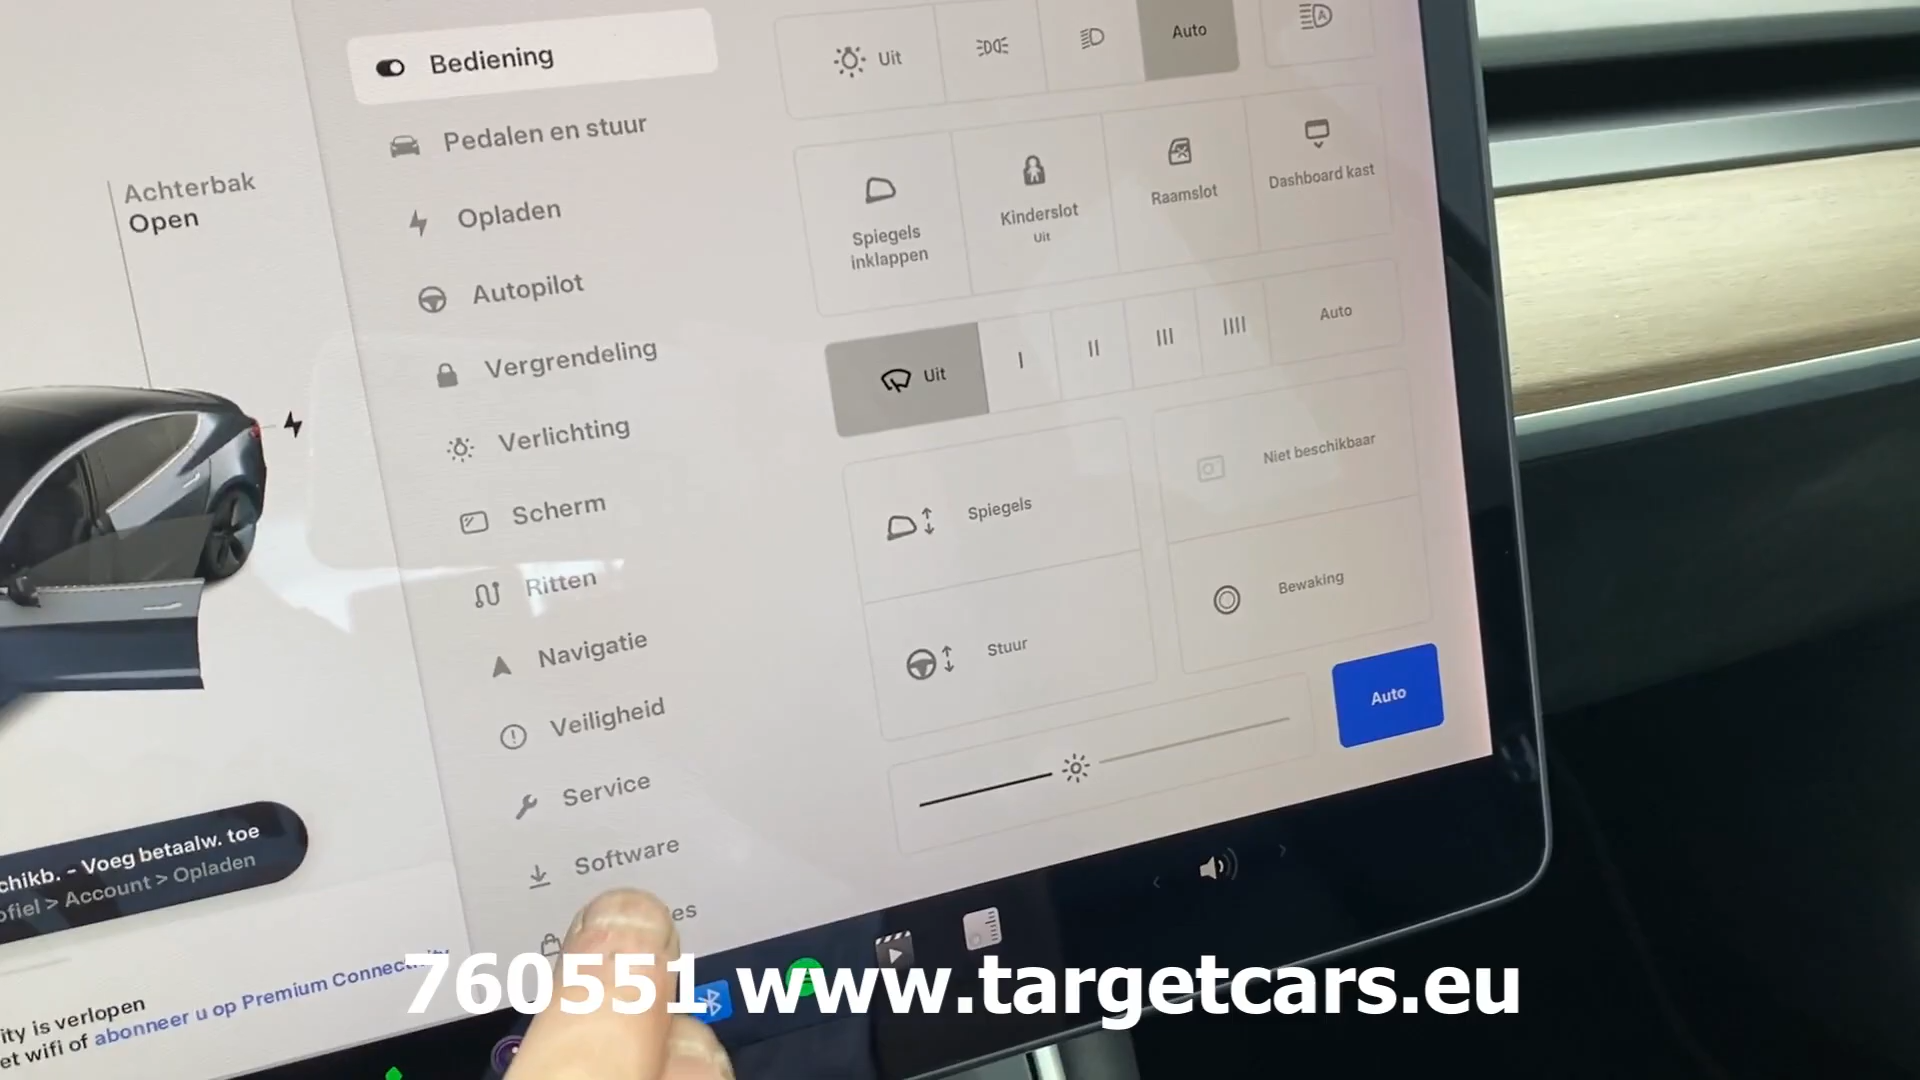 Bediening
Pedalen en stuur
Opladen
Autopilot
Vergrendeling
Verlichting
Scherm
Ritten
Navigatie
Veiligheid
Service
Software
Achterbak
Open
Uit
Auto
Spiegels
inklappen
Kinderslot
Uit
Raamslot
Dashboard kast
Uit
I
II
III
IIII
Auto
Spiegels
Niet beschikbaar
Stuur
Bewaking
Auto
- Voeg betaalw. toe
> Account > Opladen
is verlopen
wifi of abonneer u op Premium
760551 www.targetcars.eu